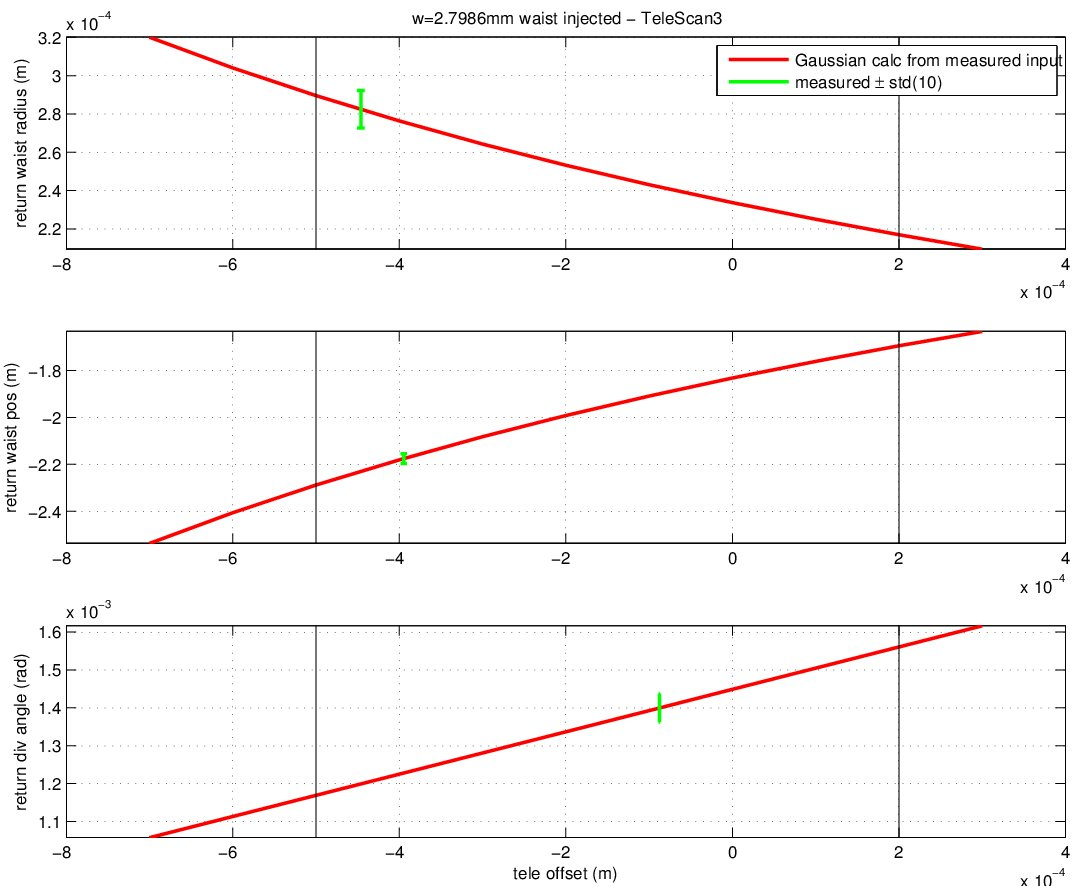 w=2.7986mm waist injected − TeleScan3
x 10−4
3.2
3
2.8
2.6
2.4
2.2
return waist radius (m)
Gaussian calc from measured input
measured ± std(10)
−8 −6 −4 −2 0 2 4
x 10−4
−1.8
−2
−2.2
−2.4
return waist pos (m)
−8 −6 −4 −2 0 2 4
x 10−4
x 10−3
1.6
1.5
1.4
1.3
1.2
1.1
return div angle (rad)
−8 −6 −4 −2 0 2 4
tele offset (m)
x 10−4